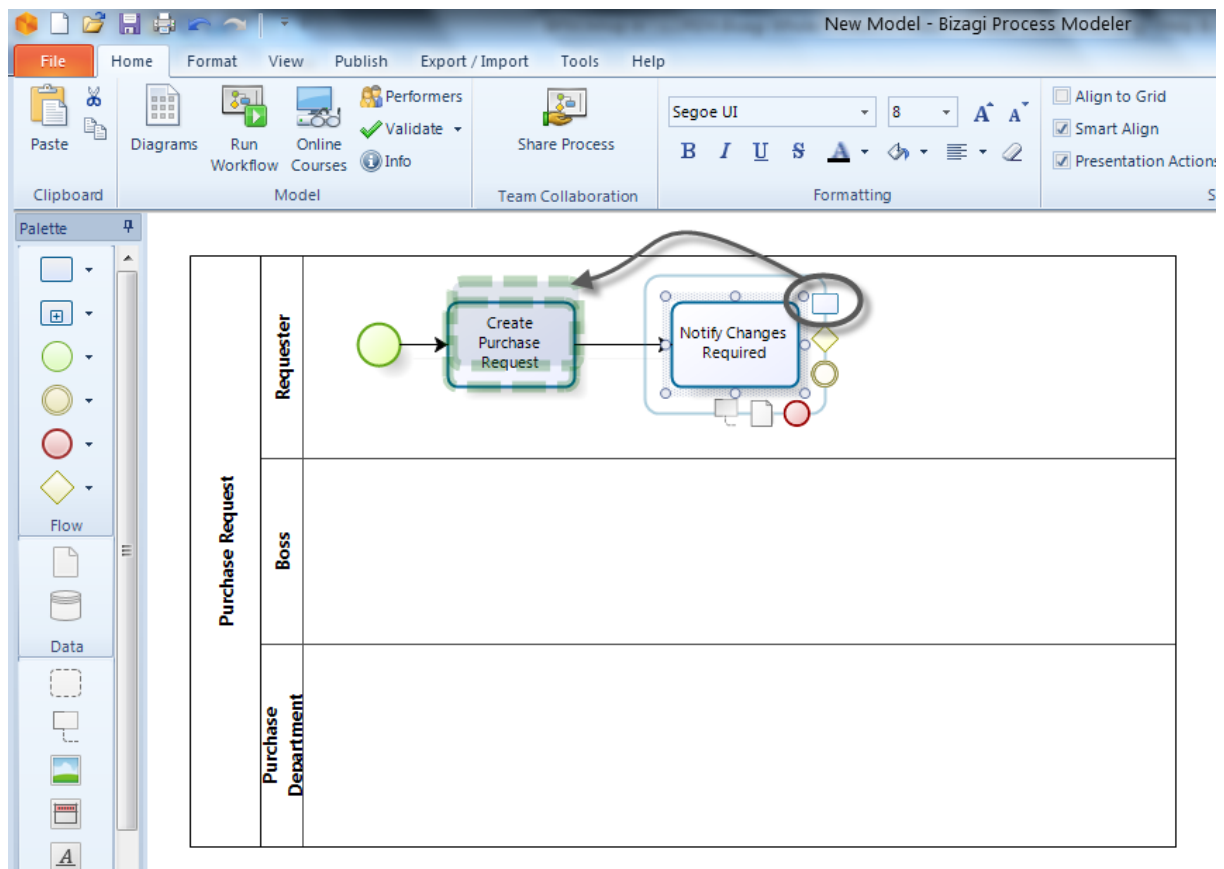 New Model - Bizagi Process Modeler
File Home Format View Publish Export / Import Tools Help
Paste
Clipboard
Diagrams
Run
Workflow
Online
Courses
Performers
Validate
Info
Model
Share Process
Team Collaboration
Segoe UI 8 A A
B I U S A
Formatting
Align to Grid
Smart Align
Presentation Actions
S
Palette
Flow
Data
A
Purchase Request
Requester
Create
Purchase
Request
Notify Changes
Required
Boss
Purchase
Department